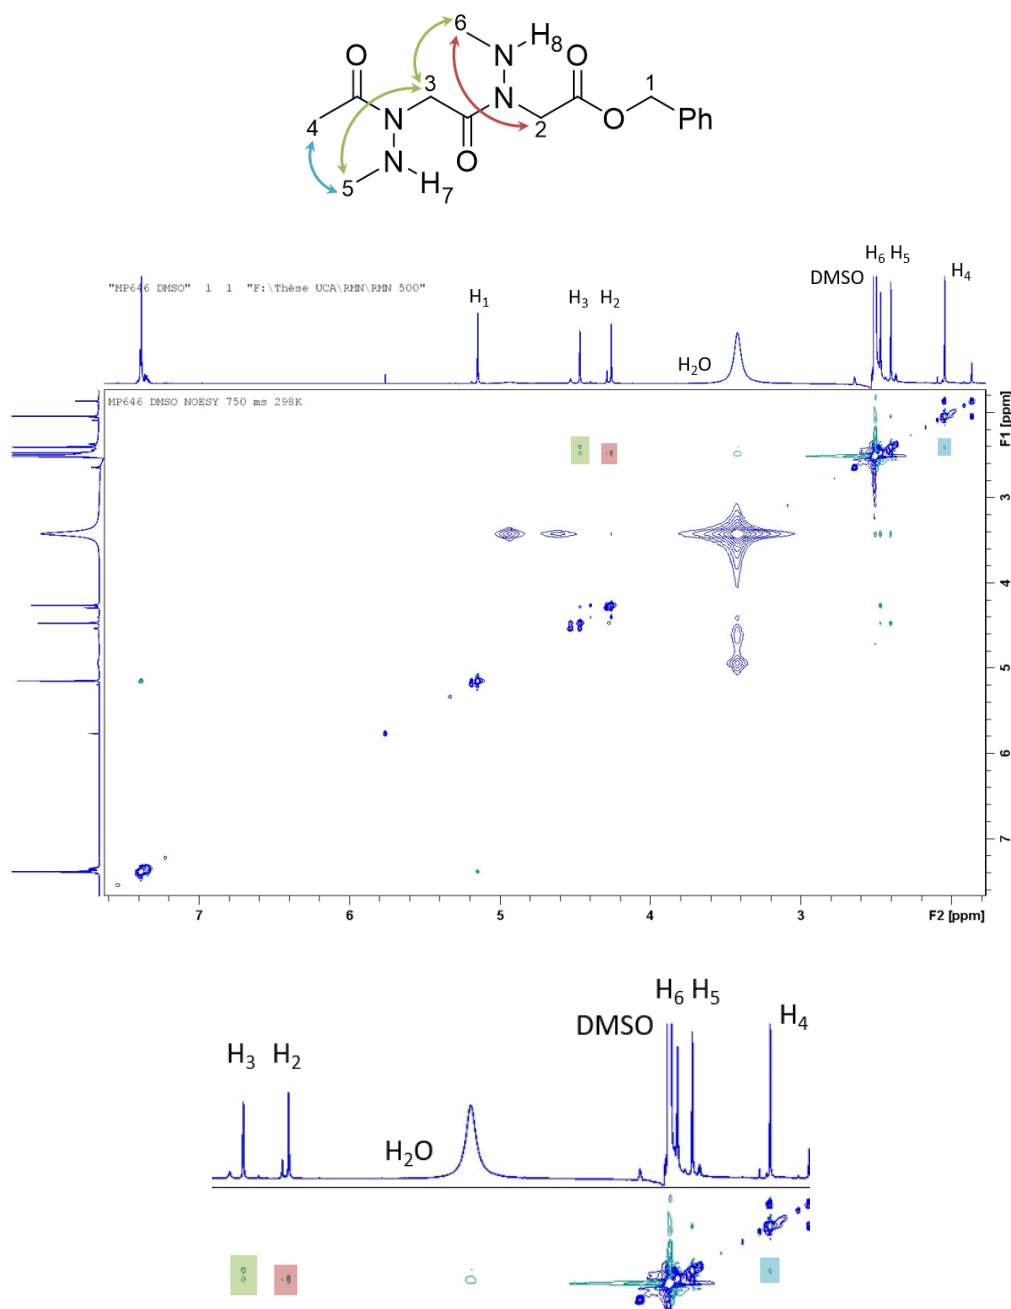 6
H8
O
N
O
1
3
N
N
4
O
2
O
Ph
NH
5
H7
H6 H5
DMSO
H4
"MP646 DMSO" 1 1 "F:\Thèse UCA\RMN\RMN 500"
H1
H3 H2
H2O
MP646 DMSO NOESY 750 ms 298K
F1 [ppm]
3
4
5
6
7
7 6 5 4 3 F2 [ppm]
H6 H5
DMSO
H4
H3 H2
H2O